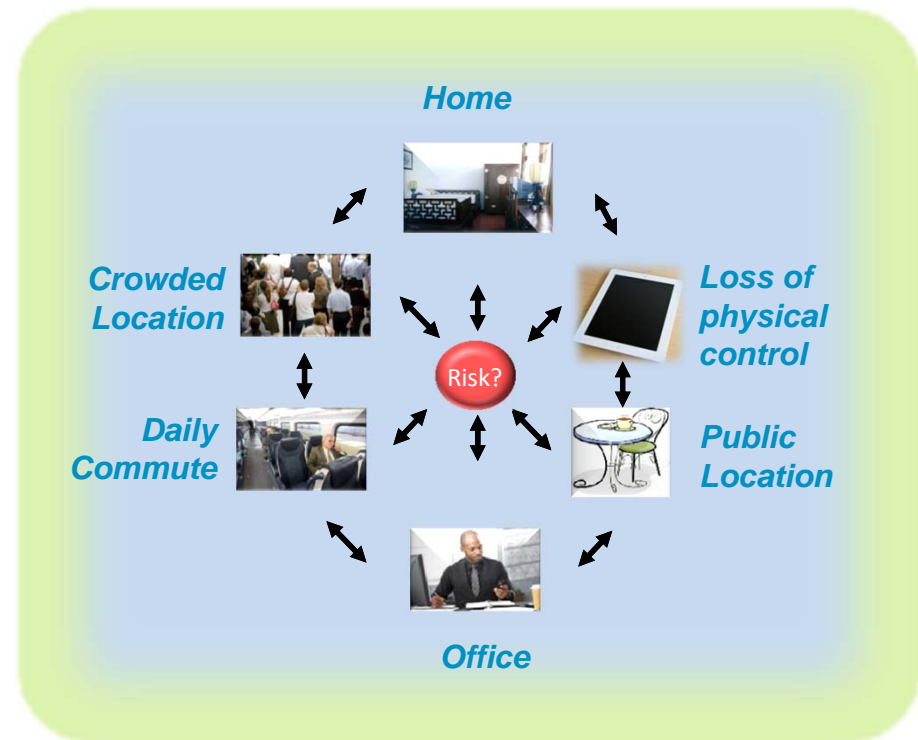 Home
Crowded
Location
Loss of
physical
control
Risk?
Daily
Commute
Public
Location
Office